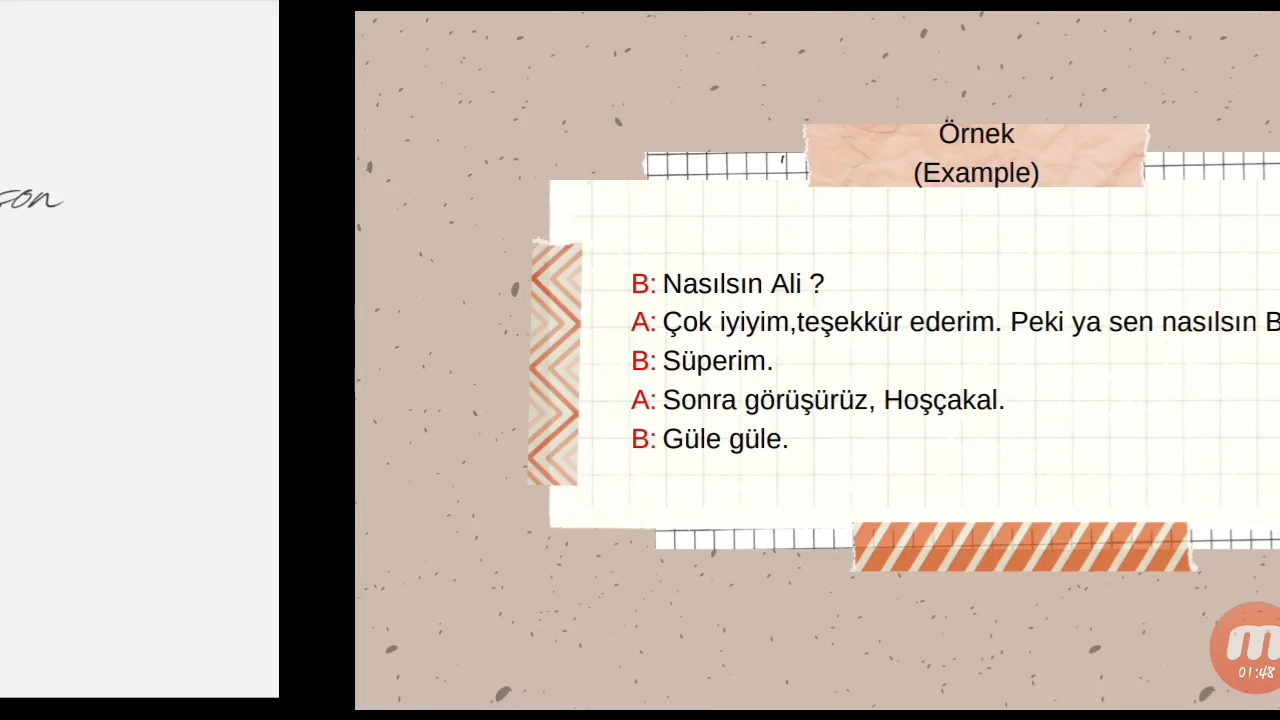 son
Örnek
(Example)
B: Nasılsın Ali ?
A: Çok iyiyim,teşekkür ederim. Peki ya sen nasılsın B
B: Süperim.
A: Sonra görüşürüz, Hoşçakal.
B: Güle güle.
01:48